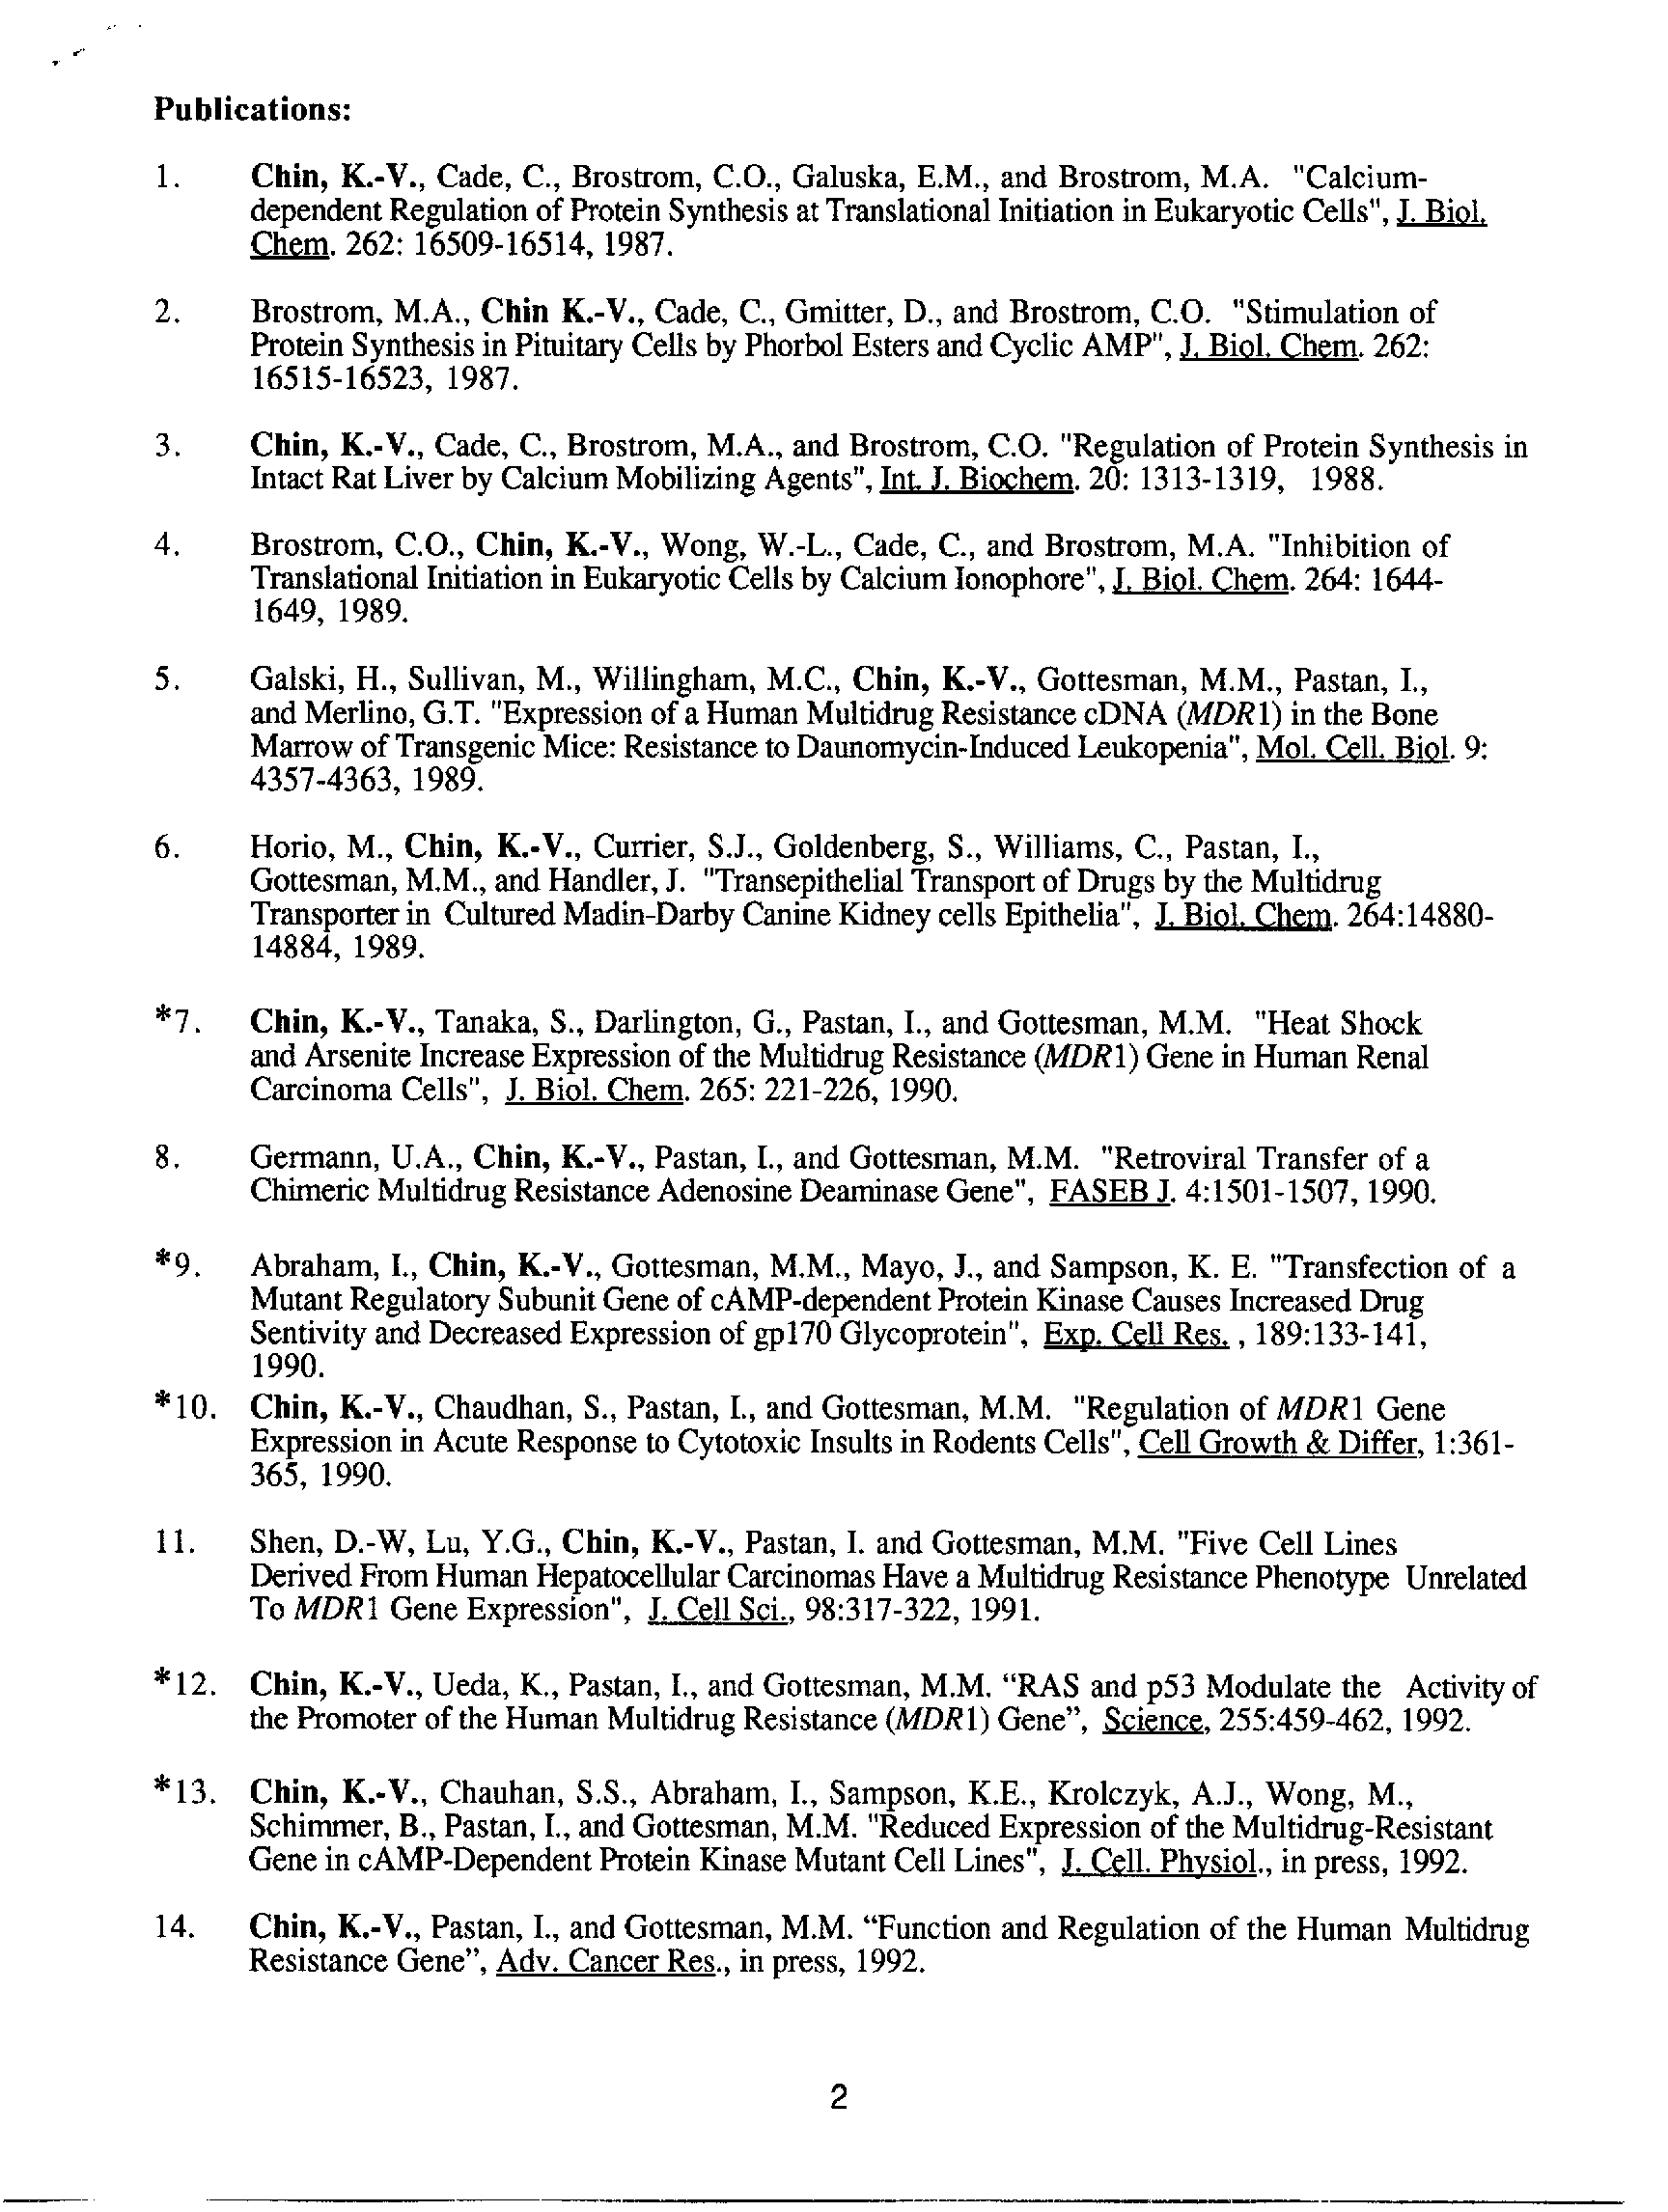 Publications:
1. Chin, K.-V., Cade, C., Brostrom, C.O., Galuska, E.M., and Brostrom, M.A. "Calcium-
dependent Regulation of Protein Synthesis at Translational Initiation in Eukaryotic Cells", J. Biol.
Chem. 262: 16509-16514, 1987.
2. Brostrom, M.A., Chin K.-V., Cade, C., Gmitter, D., and Brostrom, C.O. "Stimulation of
Protein Synthesis in Pituitary Cells by Phorbol Esters and Cyclic AMP", J. Biol. Chem. 262:
16515-16523, 1987.
3. Chin, K.-V., Cade, C., Brostrom, M.A., and Brostrom, C.O. "Regulation of Protein Synthesis in
Intact Rat Liver by Calcium Mobilizing Agents", Int. J. Biochem. 20: 1313-1319, 1988.
4. Brostrom, C.O., Chin, K.-V., Wong, W.-L., Cade, C., and Brostrom, M.A. "Inhibition of
Translational Initiation in Eukaryotic Cells by Calcium Ionophore", J. Biol. Chem. 264: 1644-
1649, 1989.
5. Galski, H., Sullivan, M., Willingham, M.C., Chin, K.-V., Gottesman, M.M., Pastan, I.,
and Merlino, G.T. "Expression of a Human Multidrug Resistance cDNA (MDR1) in the Bone
Marrow of Transgenic Mice: Resistance to Daunomycin-Induced Leukopenia", Mol. Cell. Biol. 9:
4357-4363, 1989.
6. Horio, M., Chin, K.-V., Currier, S.J., Goldenberg, S., Williams, C., Pastan, I.,
Gottesman, M.M., and Handler, J. "Transepithelial Transport of Drugs by the Multidrug
Transporter in Cultured Madin-Darby Canine Kidney cells Epithelia", J. Biol. Chem. 264:14880-
14884, 1989.
*7. Chin, K.-V., Tanaka, S., Darlington, G., Pastan, I., and Gottesman, M.M. "Heat Shock
and Arsenite Increase Expression of the Multidrug Resistance (MDR1) Gene in Human Renal
Carcinoma Cells", J. Biol. Chem. 265: 221-226, 1990.
8. Germann, U.A., Chin, K.-V., Pastan, I., and Gottesman, M.M. "Retroviral Transfer of a
Chimeric Multidrug Resistance Adenosine Deaminase Gene", FASEB J. 4:1501-1507, 1990.
*9. Abraham, I., Chin, K.-V., Gottesman, M.M., Mayo, J., and Sampson, K. E. "Transfection of a
Mutant Regulatory Subunit Gene of cAMP-dependent Protein Kinase Causes Increased Drug
Sentivity and Decreased Expression of gp170 Glycoprotein", Exp. Cell Res. , 189:133-141,
1990.
*10. Chin, K.-V., Chaudhan, S., Pastan, I., and Gottesman, M.M. "Regulation of MDR1 Gene
Expression in Acute Response to Cytotoxic Insults in Rodents Cells", Cell Growth & Differ, 1:361-
365, 1990.
11. Shen, D.-W, Lu, Y.G., Chin, K.-V., Pastan, I. and Gottesman, M.M. "Five Cell Lines
Derived From Human Hepatocellular Carcinomas Have a Multidrug Resistance Phenotype Unrelated
To MDR1 Gene Expression", J. Cell Sci., 98:317-322, 1991.
*12. Chin, K.-V., Ueda, K., Pastan, I., and Gottesman, M.M. “RAS and p53 Modulate the Activity of
the Promoter of the Human Multidrug Resistance (MDR1) Gene”, Science, 255:459-462, 1992.
*13. Chin, K.-V., Chauhan, S.S., Abraham, I., Sampson, K.E., Krolczyk, A.J., Wong, M.,
Schimmer, B., Pastan, I., and Gottesman, M.M. "Reduced Expression of the Multidrug-Resistant
Gene in cAMP-Dependent Protein Kinase Mutant Cell Lines", J. Cell. Physiol., in press, 1992.
14. Chin, K.-V., Pastan, I., and Gottesman, M.M. “Function and Regulation of the Human Multidrug
Resistance Gene”, Adv. Cancer Res., in press, 1992.
2